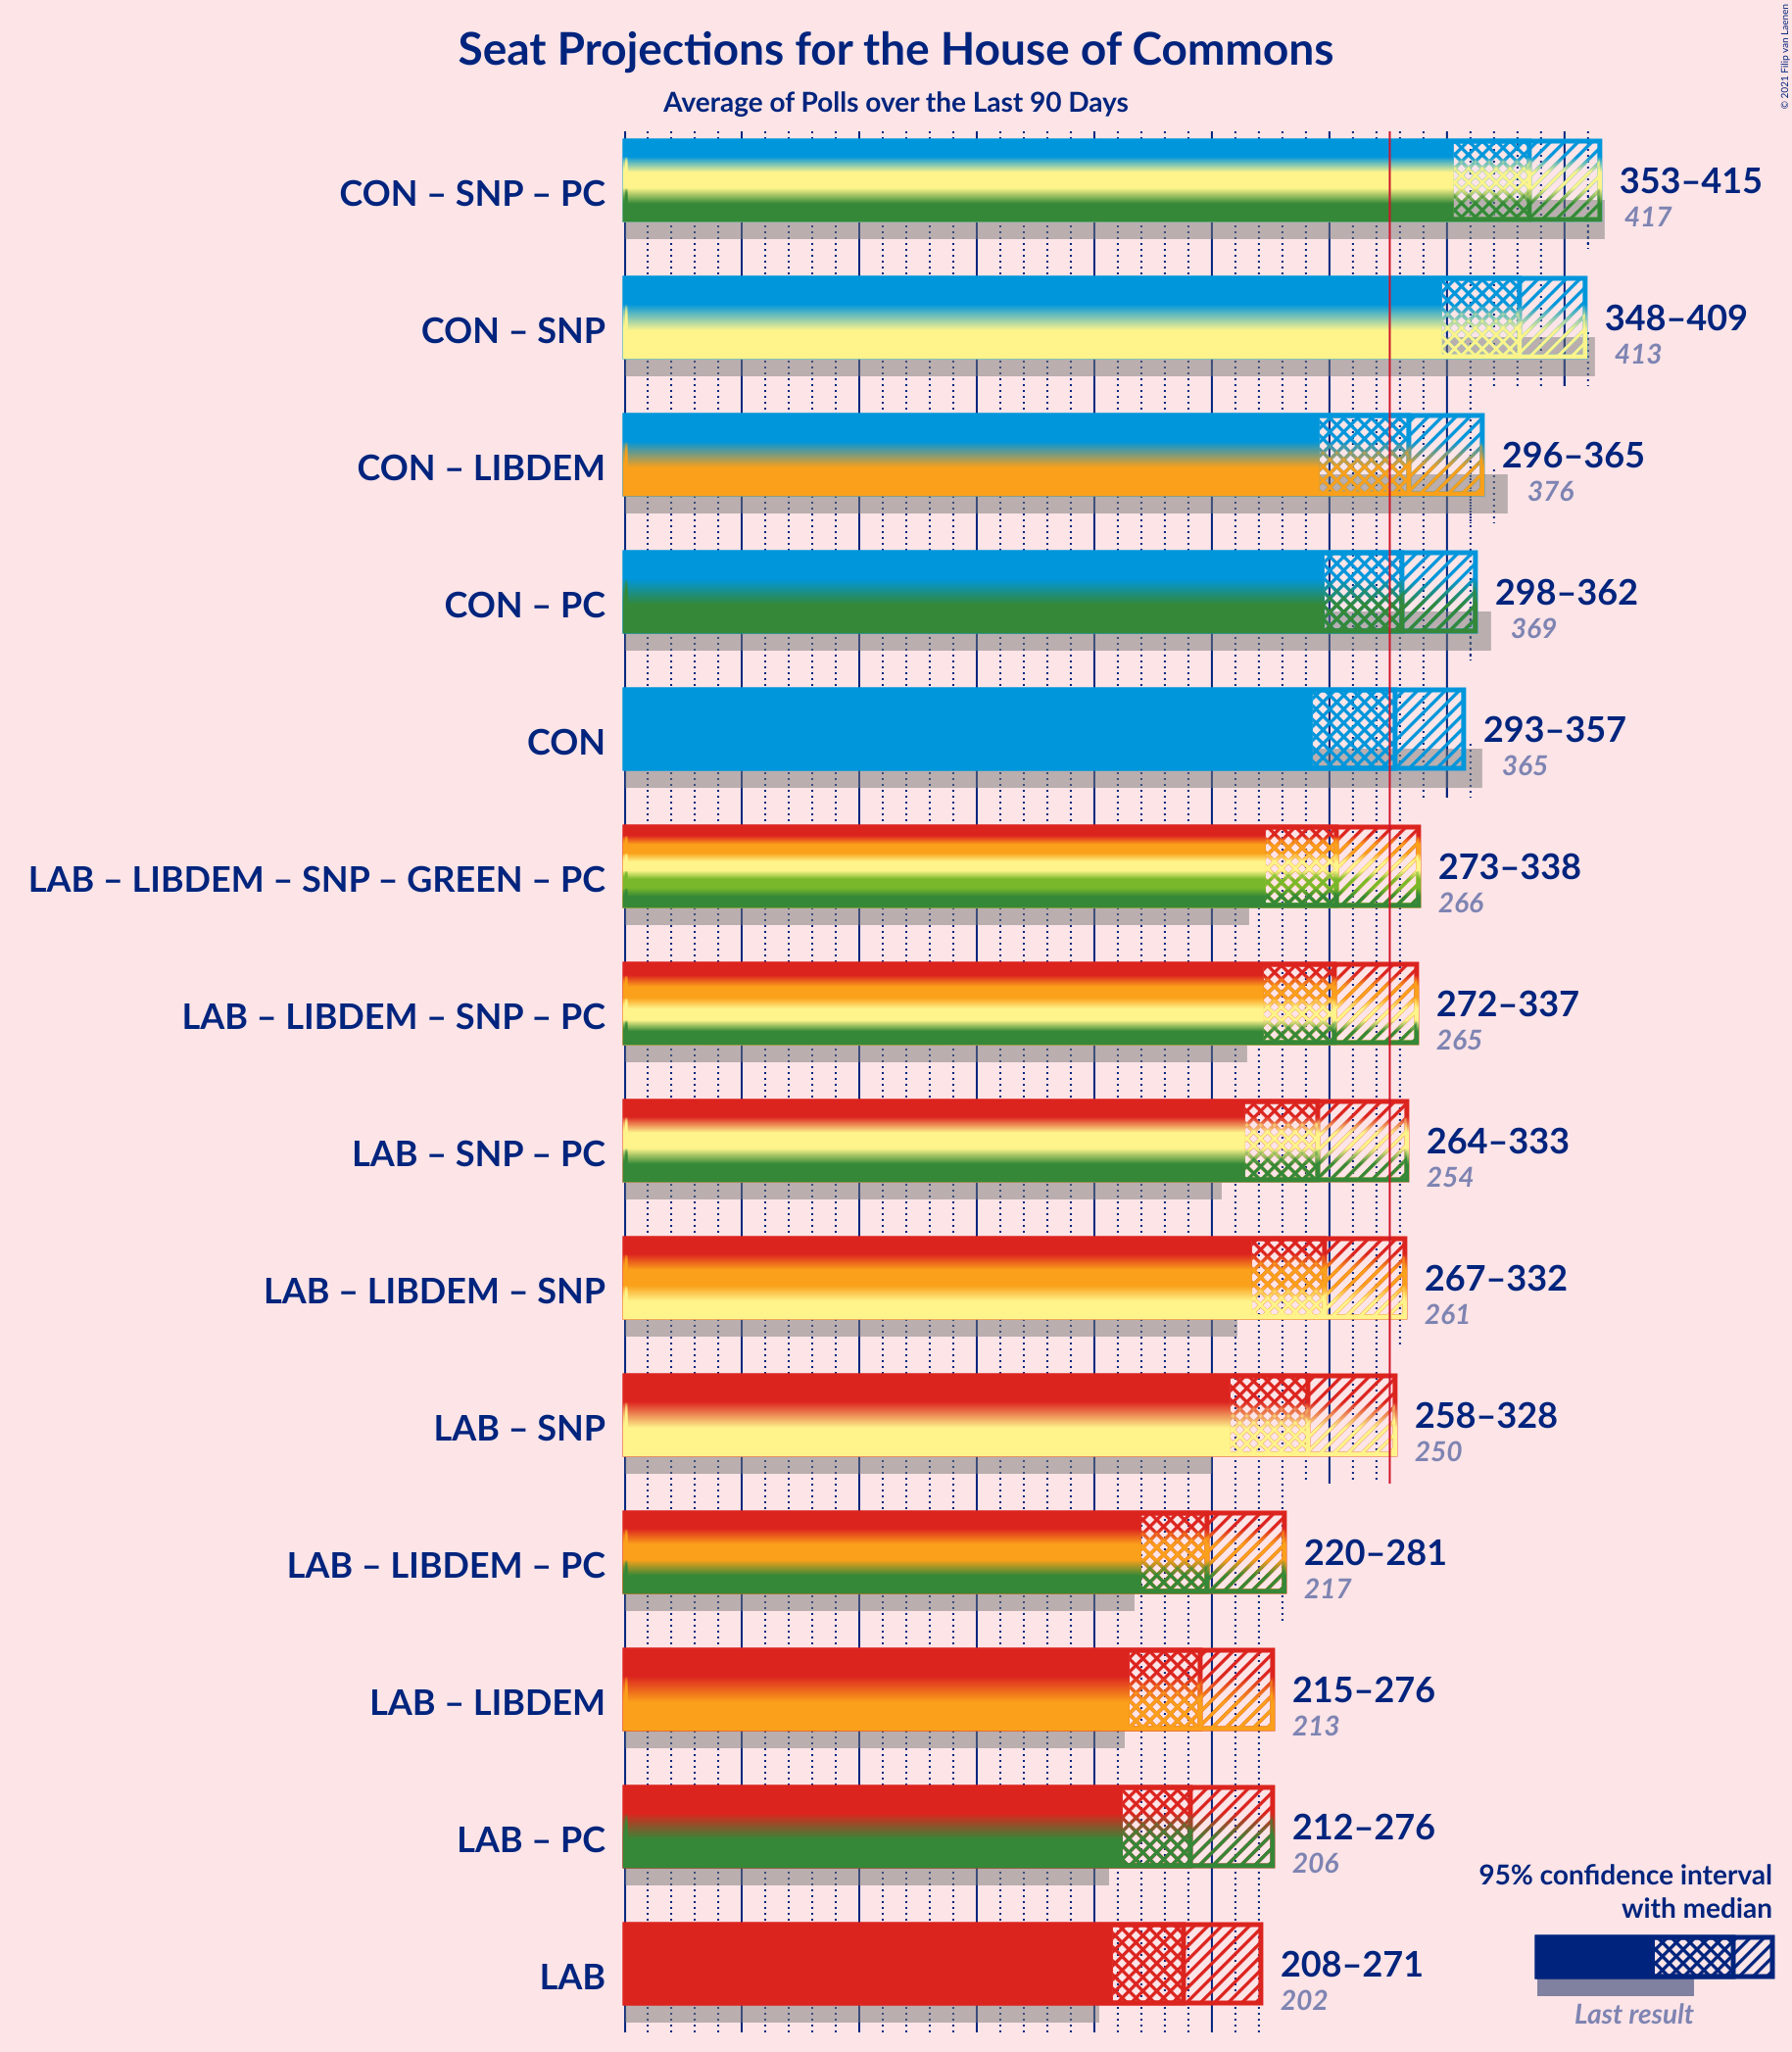 Seat Projections for the House of Commons
Average of Polls over the Last 90 Days
© 2021 Filip van Laenen
CON – SNP – PC
353–415
417
CON – SNP
348–409
413
CON – LIBDEM
296–365
376
CON – PC
298–362
369
CON
293–357
365
LAB – LIBDEM – SNP – GREEN – PC
273–338
266
LAB – LIBDEM – SNP – PC
272–337
265
LAB – SNP – PC
264–333
254
LAB – LIBDEM – SNP
267–332
261
LAB – SNP
258–328
250
LAB – LIBDEM – PC
220–281
217
LAB – LIBDEM
215–276
213
LAB – PC
212–276
206
LAB
208–271
202
95% confidence interval
with median
Last result